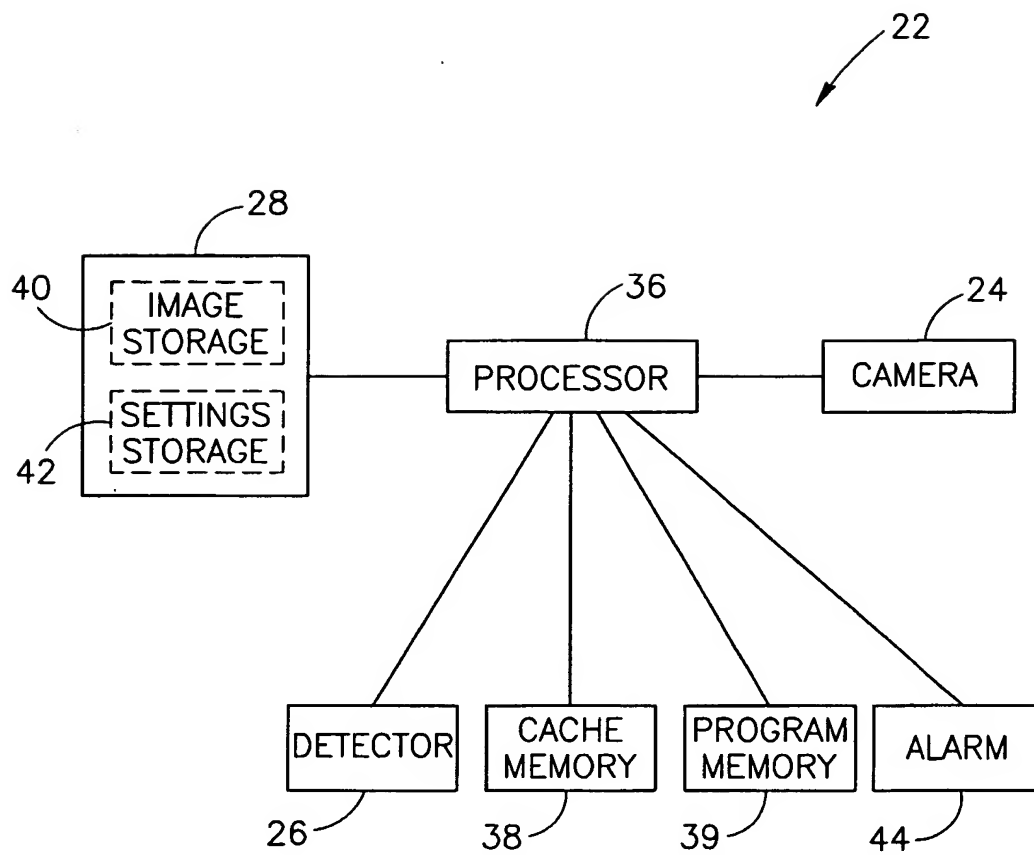 22
28
40
IMAGE
STORAGE
36
24
PROCESSOR
CAMERA
SETTINGS
STORAGE
42
DETECTOR
CACHE
MEMORY
PROGRAM
MEMORY
ALARM
26
38
39
44